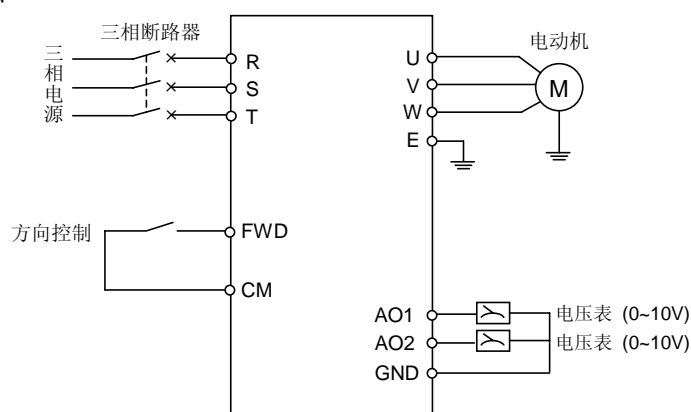 三相断路器
三相电源
R
S
T
U
V
W
E
电动机
M
方向控制
FWD
CM
AO1
电压表 (0~10V)
AO2
电压表 (0~10V)
GND